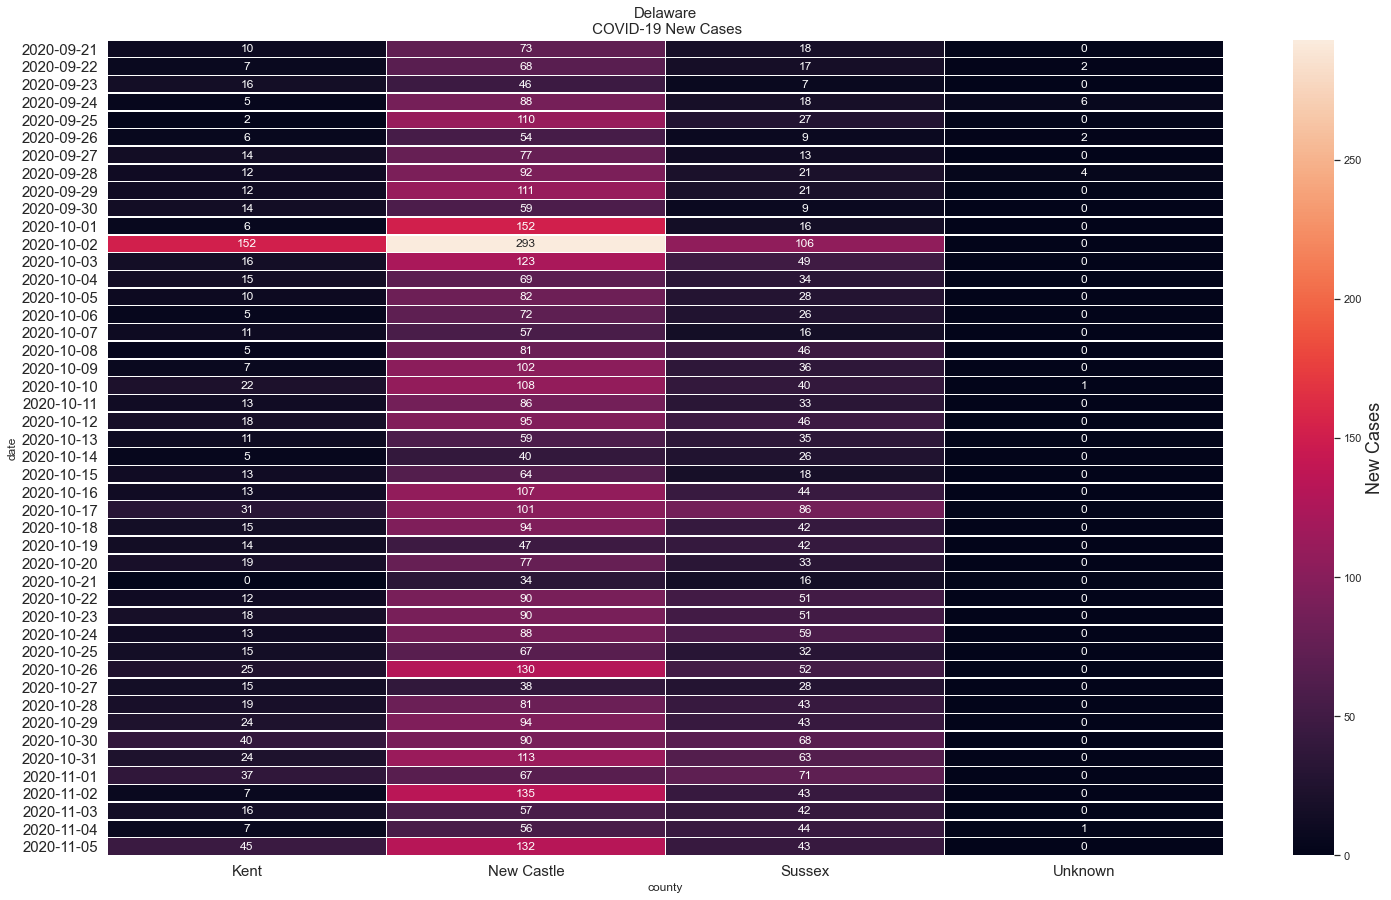 Delaware
COVID-19 New Cases
2020-09-21 10 73 18 0
2020-09-22 7 68 17 2
2020-09-23 16 46 7 0
2020-09-24 5 88 18 6
2020-09-25 2 110 27 0
2020-09-26 6 54 9 2
2020-09-27 14 77 13 0
2020-09-28 12 92 21 4
2020-09-29 12 111 21 0
2020-09-30 14 59 9 0
2020-10-01 6 152 16 0
2020-10-02 152 293 106 0
2020-10-03 16 123 49 0
2020-10-04 15 69 34 0
2020-10-05 10 82 28 0
2020-10-06 5 72 26 0
2020-10-07 11 57 16 0
2020-10-08 5 81 46 0
2020-10-09 7 102 36 0
2020-10-10 22 108 40 1
2020-10-11 13 86 33 0
2020-10-12 18 95 46 0
2020-10-13 11 59 35 0
2020-10-14 5 40 26 0
2020-10-15 13 64 18 0
2020-10-16 13 107 44 0
2020-10-17 31 101 86 0
2020-10-18 15 94 42 0
2020-10-19 14 47 42 0
2020-10-20 19 77 33 0
2020-10-21 0 34 16 0
2020-10-22 12 90 51 0
2020-10-23 18 90 51 0
2020-10-24 13 88 59 0
2020-10-25 15 67 32 0
2020-10-26 25 130 52 0
2020-10-27 15 38 28 0
2020-10-28 19 81 43 0
2020-10-29 24 94 43 0
2020-10-30 40 90 68 0
2020-10-31 24 113 63 0
2020-11-01 37 67 71 0
2020-11-02 7 135 43 0
2020-11-03 16 57 42 0
2020-11-04 7 56 44 1
2020-11-05 45 132 43 0
Kent New Castle Sussex Unknown
county
date
250
200
150
100
50
0
New Cases